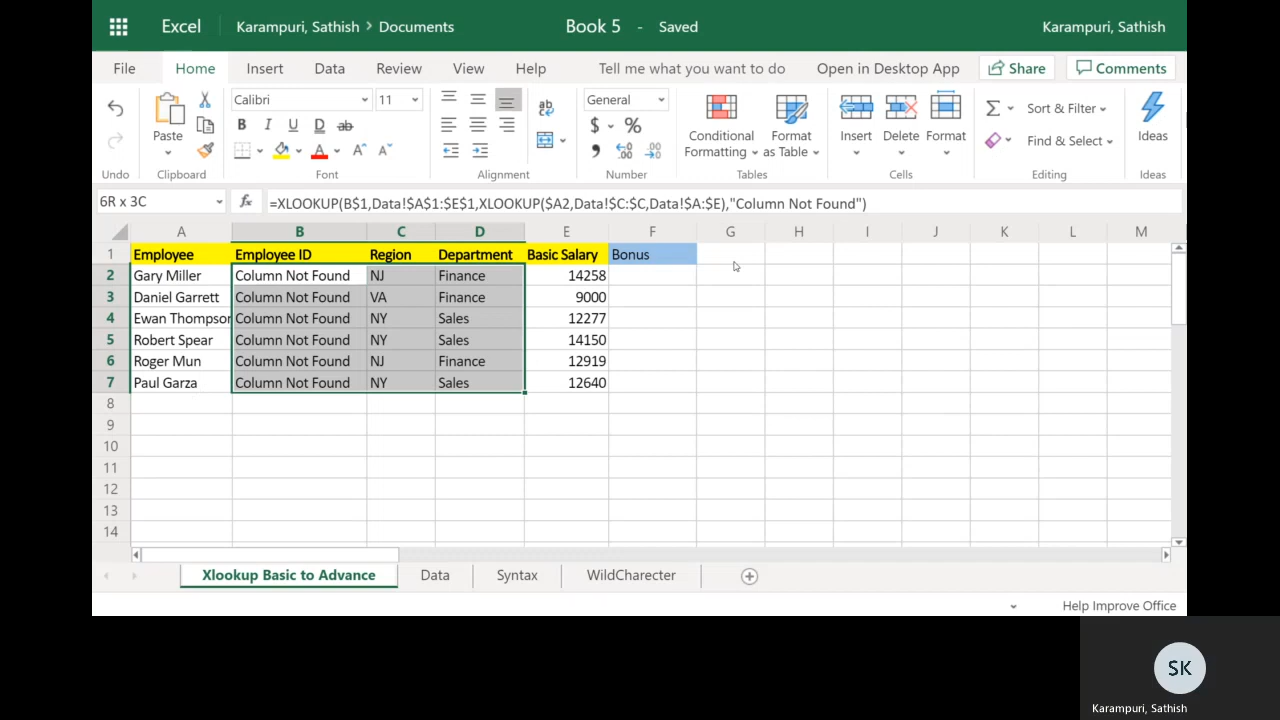 Excel Karampuri, Sathish > Documents Book 5 - Saved Karampuri, Sathish
File Home Insert Data Review View Help Tell me what you want to do Open in Desktop App Share Comments
Calibri 11 General Sort & Filter
Paste Conditional Formatting Format as Table Insert Delete Format Find & Select Ideas
Undo Clipboard Font Alignment Number Tables Cells Editing Ideas
6R x 3C fx =XLOOKUP(B$1,Data!$A$1:$E$1,XLOOKUP($A2,Data!$C:$C,Data!$A:$E),"Column Not Found")
A B C D E F G H I J K L M
1 Employee Employee ID Region Department Basic Salary Bonus
2 Gary Miller Column Not Found NJ Finance 14258
3 Daniel Garrett Column Not Found VA Finance 9000
4 Ewan Thompson Column Not Found NY Sales 12277
5 Robert Spear Column Not Found NY Sales 14150
6 Roger Mun Column Not Found NJ Finance 12919
7 Paul Garza Column Not Found NY Sales 12640
8
9
10
11
12
13
14
Xlookup Basic to Advance Data Syntax WildCharecter
Help Improve Office
SK
Karampuri, Sathish